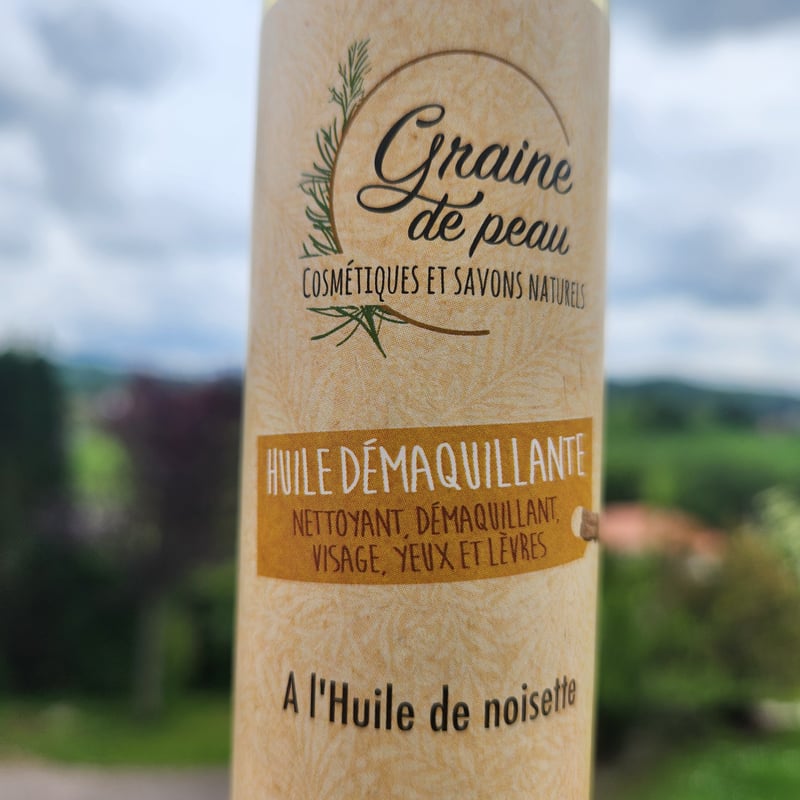 Graine
de peau
COSMÉTIQUES ET SAVONS NATURELS
HUILE DÉMAQUILLANTE
NETTOYANT, DÉMAQUILLANT,
VISAGE, YEUX ET LÈVRES
A l'Huile de noisette